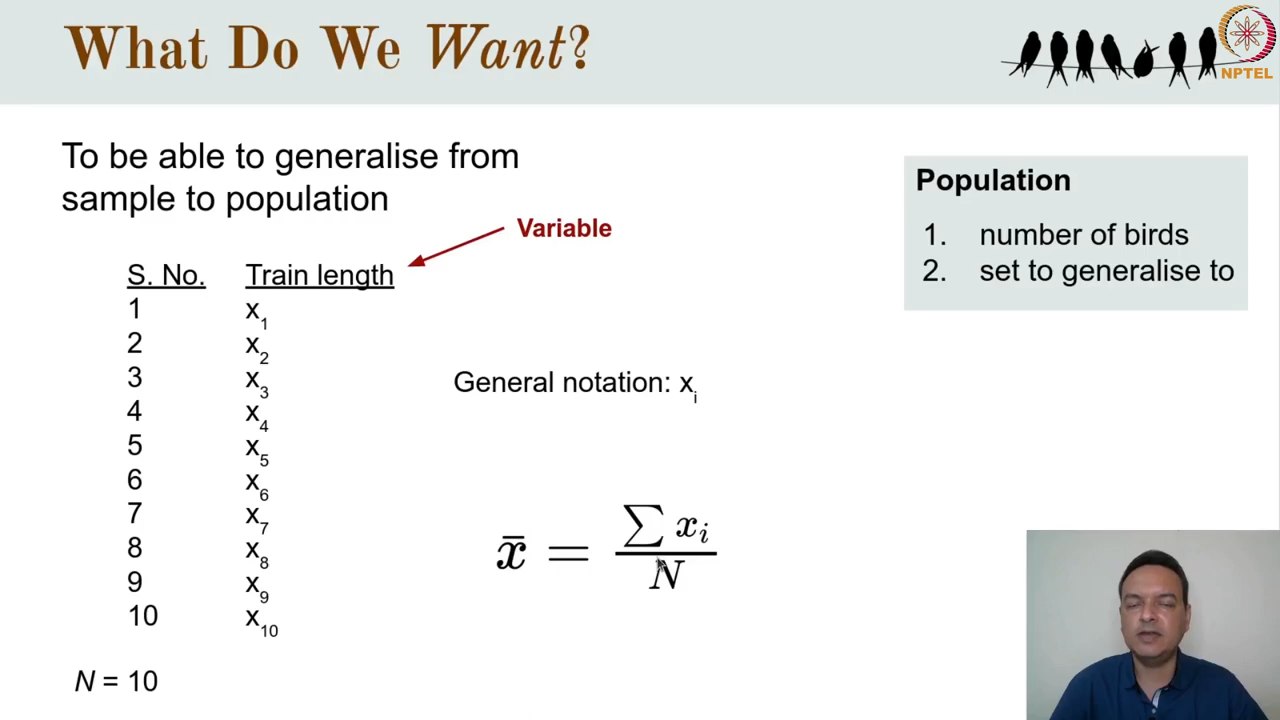 What Do We Want?
NPTEL
To be able to generalise from
sample to population
Population
1. number of birds
2. set to generalise to
Variable
S. No. Train length
1 x₁
2 x₂
3 x₃
4 x₄
5 x₅
6 x₆
7 x₇
8 x₈
9 x₉
10 x₁₀
General notation: xᵢ
x̄ = ∑ xᵢ / N
N = 10